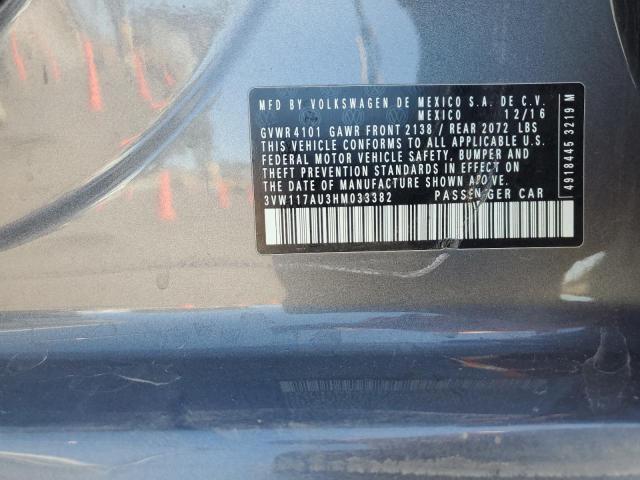 MFD BY VOLKSWAGEN DE MEXICO S.A. DE C.V.
MEXICO 12/16
GVWR 4101 GAWR FRONT 2138 / REAR 2072 LBS
THIS VEHICLE CONFORMS TO ALL APPLICABLE U.S.
FEDERAL MOTOR VEHICLE SAFETY, BUMPER AND
THEFT PREVENTION STANDARDS IN EFFECT ON
THE DATE OF MANUFACTURE SHOWN ABOVE.
3VW117AU3HM033382 PASSENGER CAR
4918445 3219 M